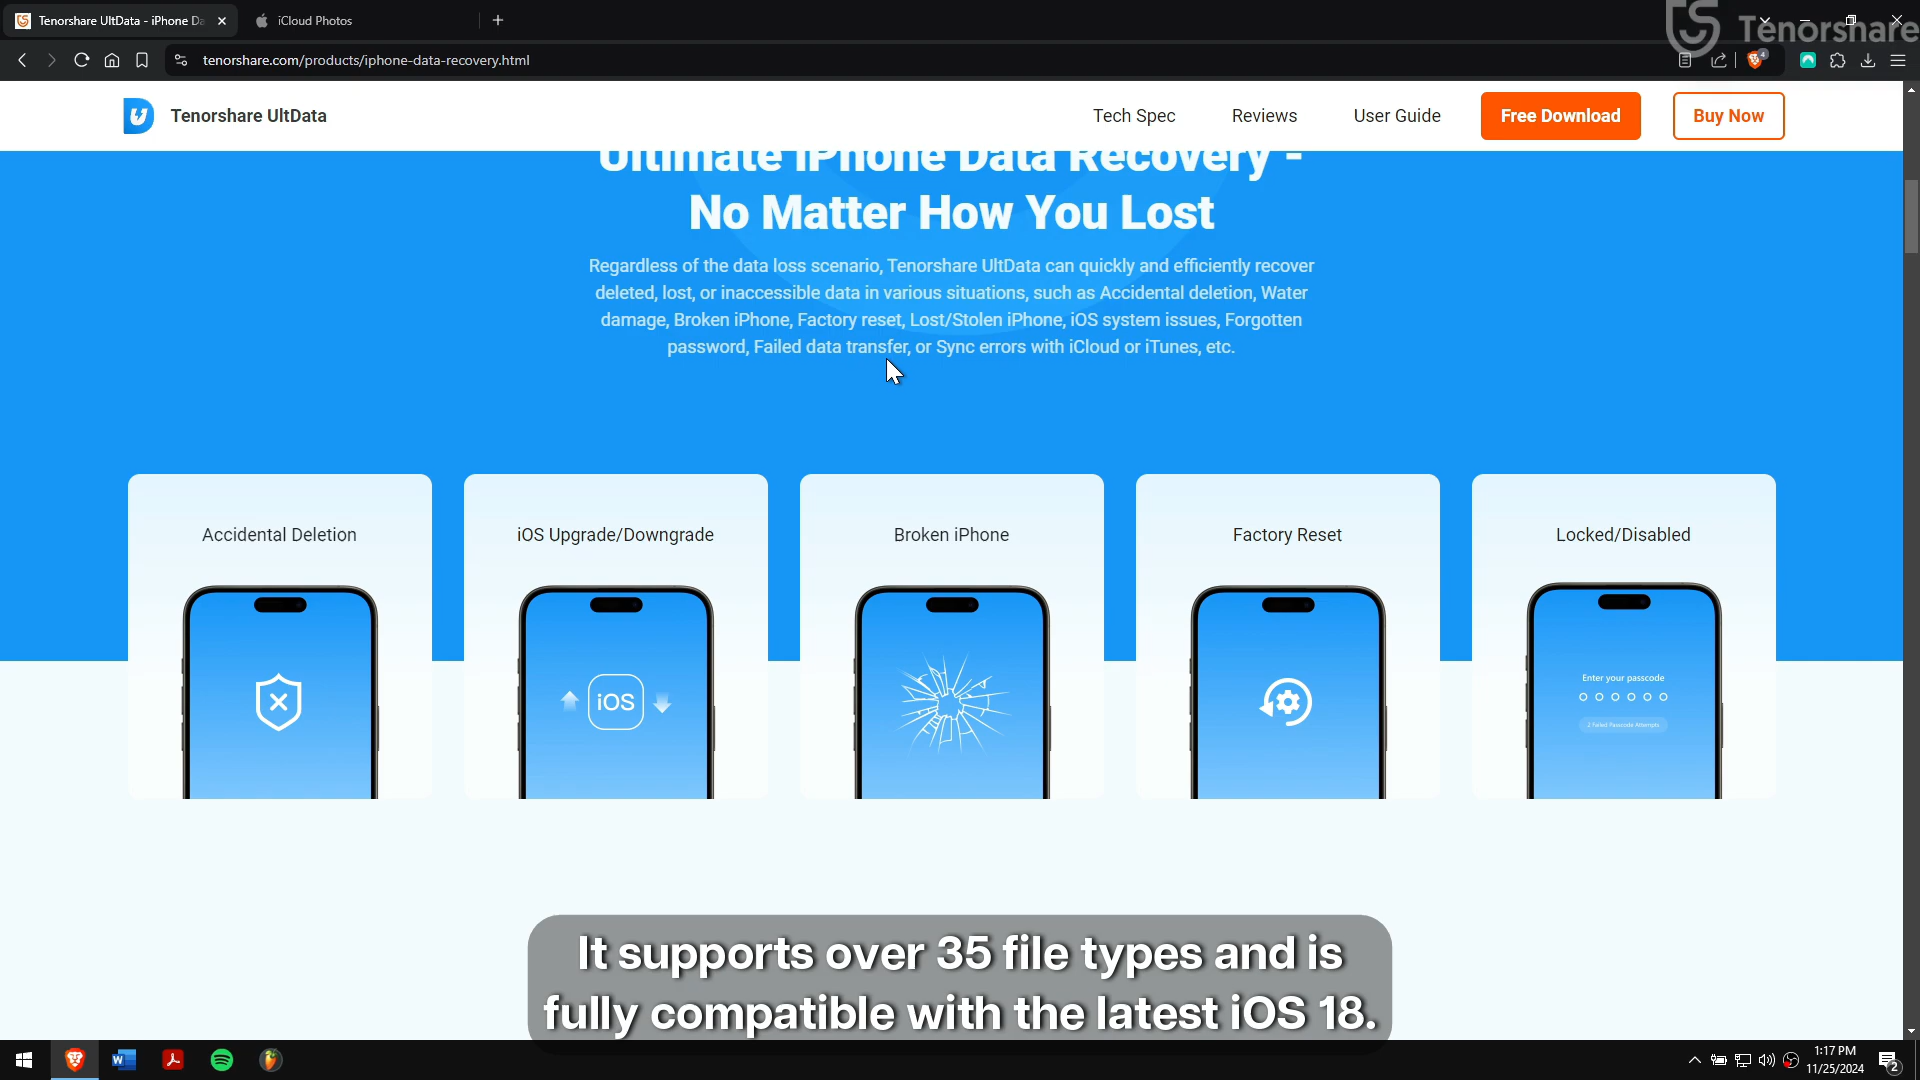 Tenorshare UltData - iPhone Da
iCloud Photos
Tenorshare
tenorshare.com/products/iphone-data-recovery.html
4
Tenorshare UltData
Tech Spec
Reviews
User Guide
Free Download
Buy Now
Ultimate iPhone Data Recovery -
No Matter How You Lost
Regardless of the data loss scenario, Tenorshare UltData can quickly and efficiently recover
deleted, lost, or inaccessible data in various situations, such as Accidental deletion, Water
damage, Broken iPhone, Factory reset, Lost/Stolen iPhone, iOS system issues, Forgotten
password, Failed data transfer, or Sync errors with iCloud or iTunes, etc.
Accidental Deletion
iOS Upgrade/Downgrade
Broken iPhone
Factory Reset
Locked/Disabled
iOS
Enter your passcode
2 Failed Passcode Attempts
It supports over 35 file types and is
fully compatible with the latest iOS 18.
1:17 PM
11/25/2024
2